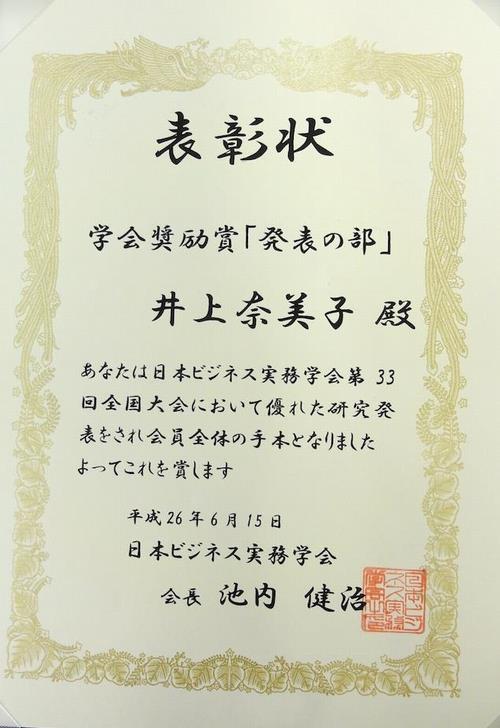 表彰状
学会奨励賞「発表の部」
井上奈美子 殿
あなたは日本ビジネス実務学会第 33
回全国大会において優れた研究発
表をされ会員全体の手本となりました
よってこれを賞します
平成26年6月15日
日本ビジネス実務学会
会長 池内 健治